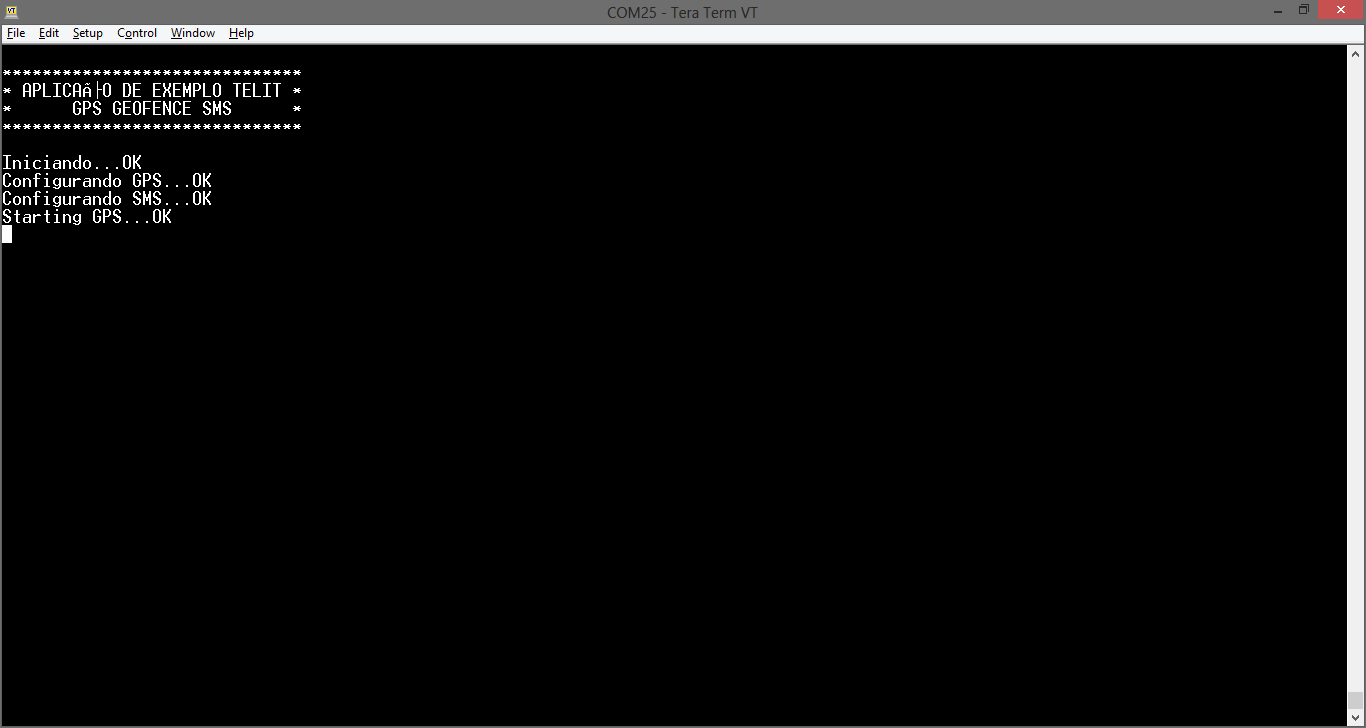 COM25 - Tera Term VT
File Edit Setup Control Window Help
******************************
* APLICAÃ├O DE EXEMPLO TELIT *
* GPS GEOFENCE SMS *
******************************
Iniciando...OK
Configurando GPS...OK
Configurando SMS...OK
Starting GPS...OK